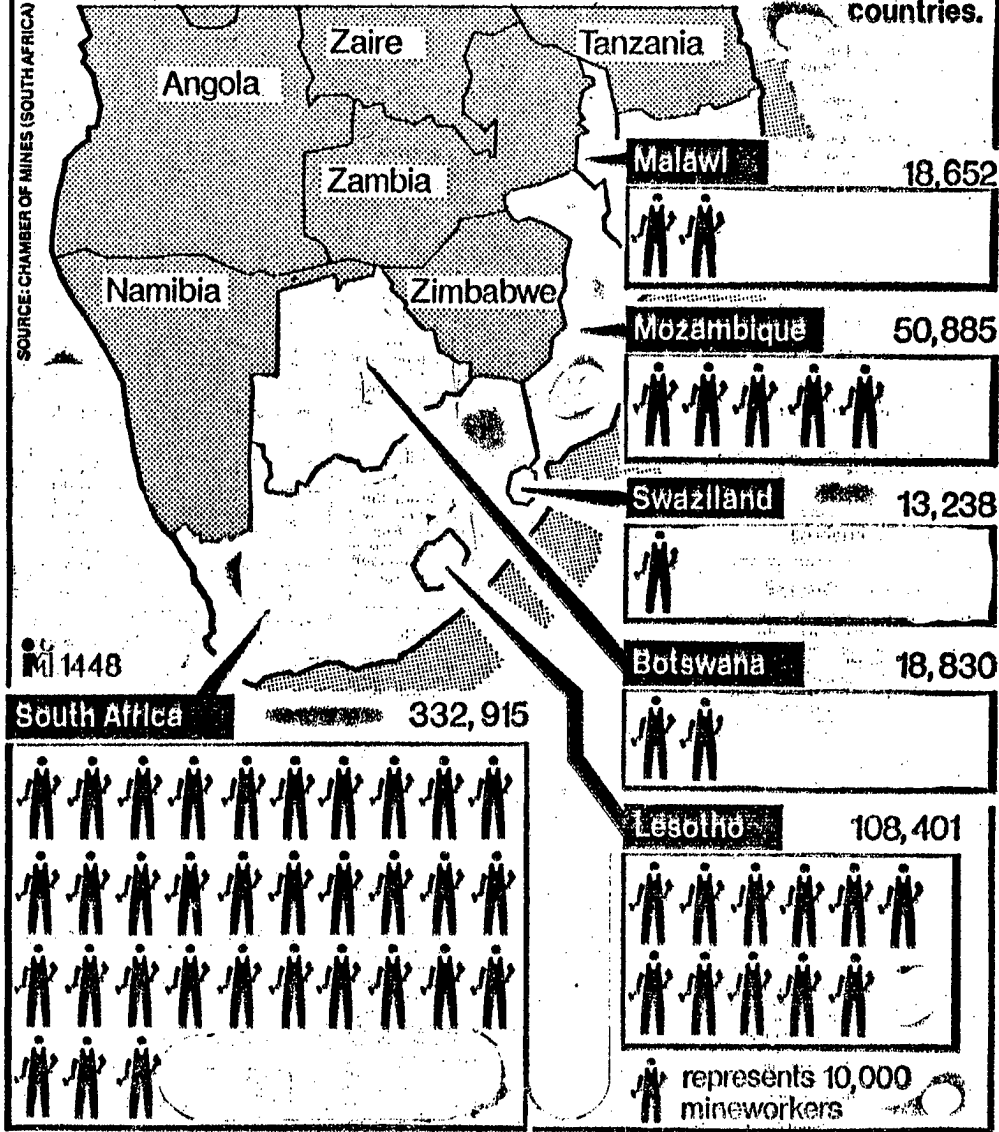 SOURCE: CHAMBER OF MINES (SOUTH AFRICA)
countries.
Zaire
Tanzania
Angola
Malawi
18,652
Zambia
Namibia
Zimbabwe
Mozambique
50,885
Swaziland
13,238
1448
Botswana
18,830
South Africa
332,915
Lesotho
108,401
represents 10,000
mineworkers